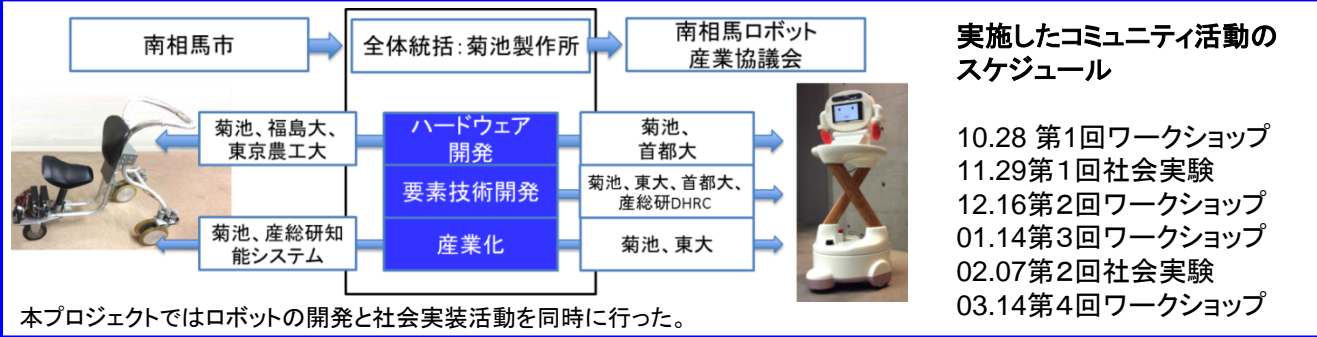 南相馬市
全体統括：菊池製作所
南相馬ロボット
産業協議会
菊池、福島大、
東京農工大
ハードウェア
開発
菊池、
首都大
要素技術開発
菊池、東大、首都大、
産総研DHRC
菊池、産総研知
能システム
産業化
菊池、東大
本プロジェクトではロボットの開発と社会実装活動を同時に行った。
実施したコミュニティ活動の
スケジュール
10.28 第1回ワークショップ
11.29第１回社会実験
12.16第２回ワークショップ
01.14第３回ワークショップ
02.07第２回社会実験
03.14第４回ワークショップ